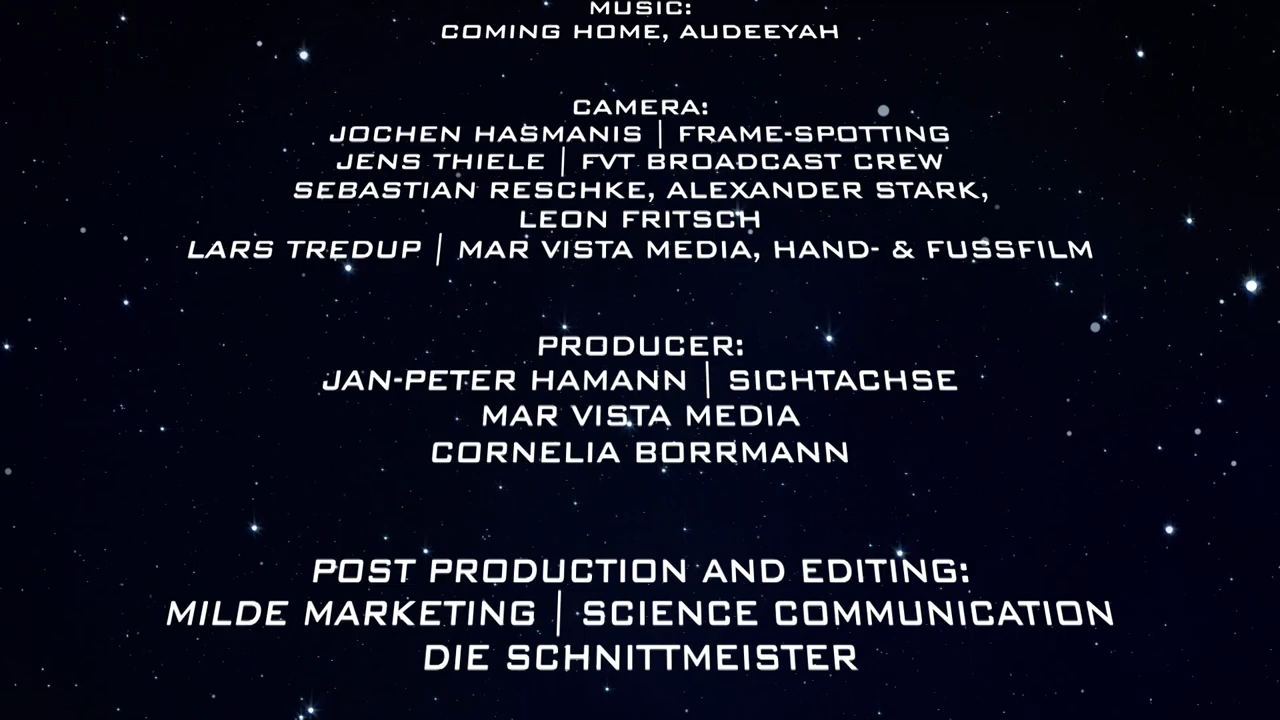 MUSIC:
COMING HOME, AUDEEYAH
CAMERA:
JOCHEN HASMANIS | FRAME-SPOTTING
JENS THIELE | FVT BROADCAST CREW
SEBASTIAN RESCHKE, ALEXANDER STARK,
LEON FRITSCH
LARS TREDUP | MAR VISTA MEDIA, HAND- & FUSSFILM
PRODUCER:
JAN-PETER HAMANN | SICHTACHSE
MAR VISTA MEDIA
CORNELIA BORRMANN
POST PRODUCTION AND EDITING:
MILDE MARKETING | SCIENCE COMMUNICATION
DIE SCHNITTMEISTER